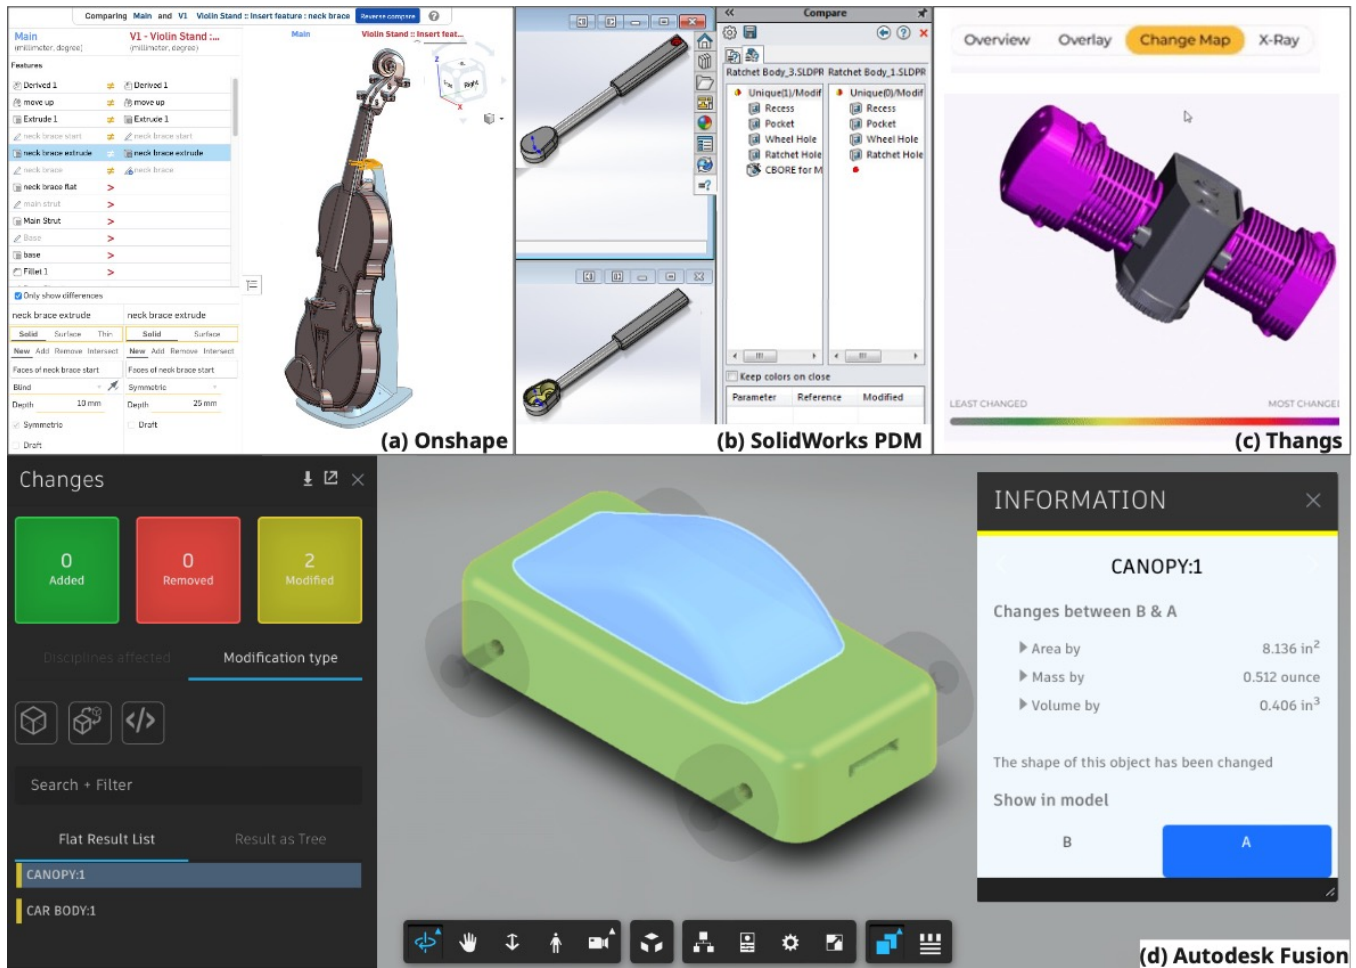 Comparing Main and V1 Violin Stand :: Insert feature : neck brace Reverse compare ?
Main V1 - Violin Stand :...
(millimeter, degree) (millimeter, degree)
Features
Derived 1 Derived 1
move up move up
Extrude 1 Extrude 1
neck brace start neck brace start
neck brace extrude neck brace extrude
neck brace neck brace
neck brace flat >
main strut >
Main Strut >
Base >
base >
Fillet 1 >
Only show differences
neck brace extrude neck brace extrude
Solid Surface Thin Solid Surface
New Add Remove Intersect New Add Remove Intersect
Faces of neck brace start Faces of neck brace start
Blind Symmetric
Depth 10 mm Depth 25 mm
Symmetric Draft
Draft
Main Violin Stand :: Insert feat...
Z
Right
X
(a) Onshape
Compare
Ratchet Body_3.SLDPR Ratchet Body_1.SLDPR
Unique(1)/Modif Unique(0)/Modif
Recess Recess
Pocket Pocket
Wheel Hole Wheel Hole
Ratchet Hole Ratchet Hole
CBORE for M
Keep colors on close
Parameter Reference Modified
(b) SolidWorks PDM
Overview Overlay Change Map X-Ray
LEAST CHANGED MOST CHANGE
(c) Thangs
Changes
0 0 2
Added Removed Modified
Disciplines affected Modification type
</>
Search + Filter
Flat Result List Result as Tree
CANOPY:1
CAR BODY:1
INFORMATION
CANOPY:1
Changes between B & A
Area by 8.136 in²
Mass by 0.512 ounce
Volume by 0.406 in³
The shape of this object has been changed
Show in model
B A
(d) Autodesk Fusion